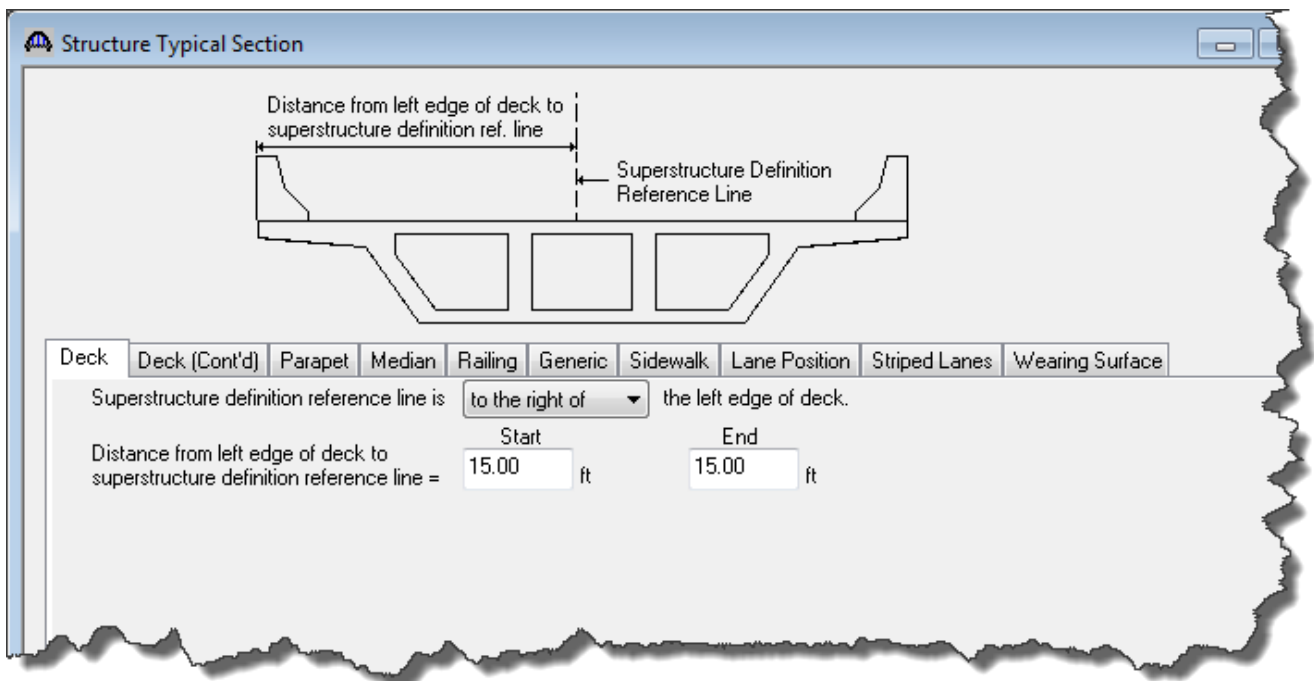 Structure Typical Section
Distance from left edge of deck to
superstructure definition ref. line
Superstructure Definition
Reference Line
Deck Deck (Cont'd) Parapet Median Railing Generic Sidewalk Lane Position Striped Lanes Wearing Surface
Superstructure definition reference line is to the right of the left edge of deck.
Start End
Distance from left edge of deck to
superstructure definition reference line =
15.00 ft 15.00 ft